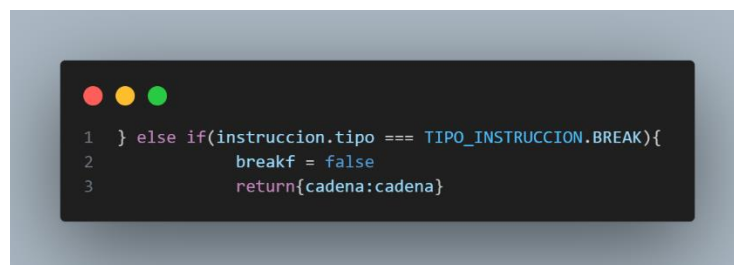 1 } else if(instruccion.tipo === TIPO_INSTRUCCION.BREAK){
2 breakf = false
3 return{cadena:cadena}